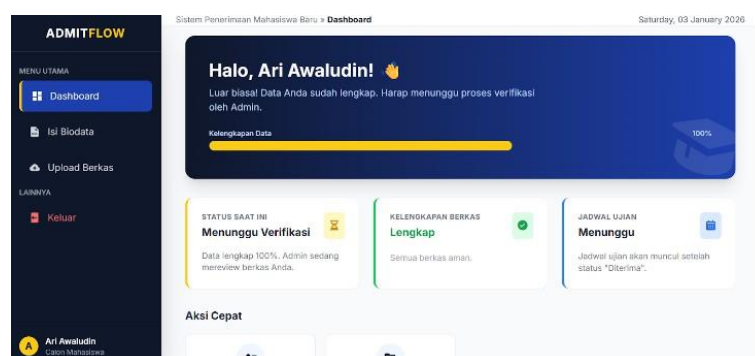 ADMITFLOW
MENU UTAMA
Dashboard
Isi Biodata
Upload Berkas
LAINNYA
Keluar
A
Ari Awaludin
Calon Mahasiswa
Sistem Penerimaan Mahasiswa Baru » Dashboard
Saturday, 03 January 2026
Halo, Ari Awaludin! 👋
Luar biasa! Data Anda sudah lengkap. Harap menunggu proses verifikasi
oleh Admin.
Kelengkapan Data
100%
STATUS SAAT INI
Menunggu Verifikasi
Data lengkap 100%. Admin sedang
mereview berkas Anda.
KELENGKAPAN BERKAS
Lengkap
Semua berkas aman.
JADWAL UJIAN
Menunggu
Jadwal ujian akan muncul setelah
status "Diterima".
Aksi Cepat